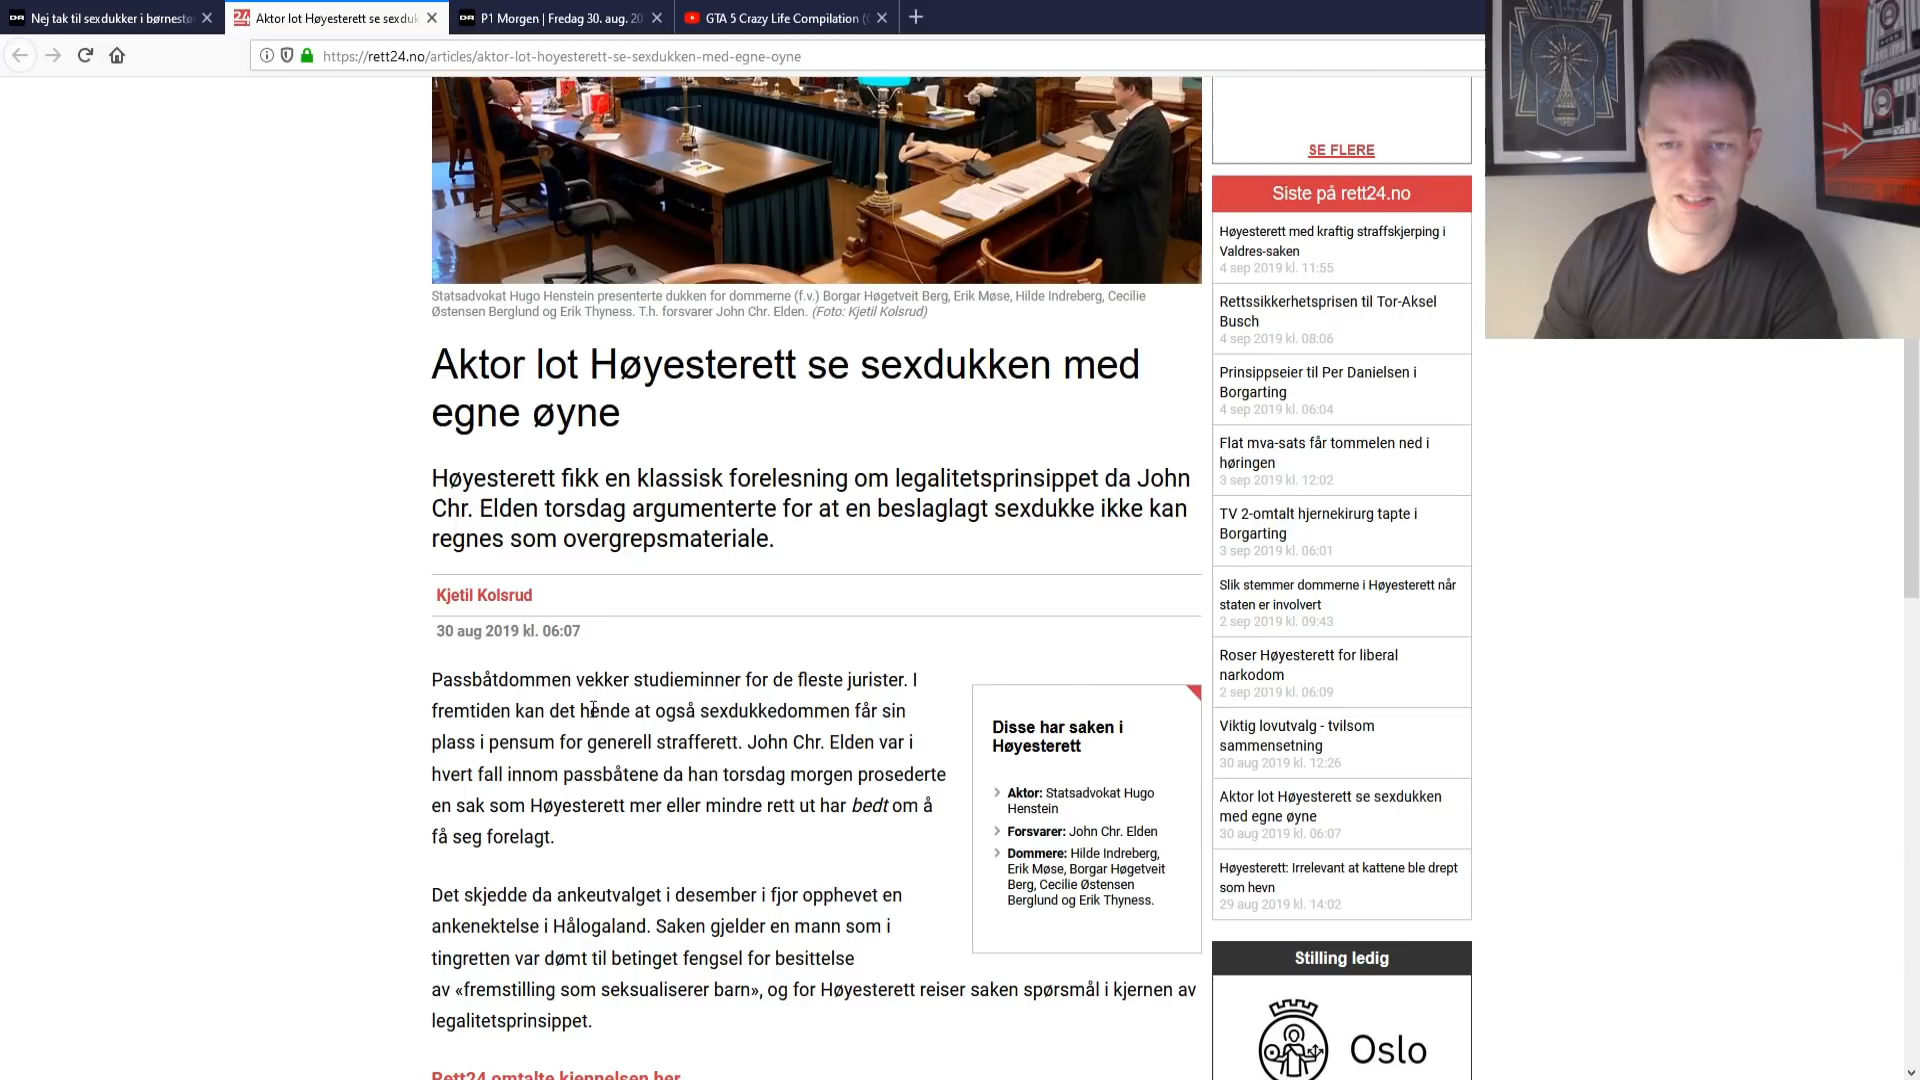 Nej tak til sexdukker i børnestø
Aktor lot Høyesterett se sexduk
P1 Morgen | Fredag 30. aug. 20
GTA 5 Crazy Life Compilation (
https://rett24.no/articles/aktor-lot-hoyesterett-se-sexdukken-med-egne-oyne
Statsadvokat Hugo Henstein presenterte dukken for dommerne (f.v.) Borgar Høgetveit Berg, Erik Møse, Hilde Indreberg, Cecilie
Østensen Berglund og Erik Thyness. T.h. forsvarer John Chr. Elden. (Foto: Kjetil Kolsrud)
Aktor lot Høyesterett se sexdukken med
egne øyne
Høyesterett fikk en klassisk forelesning om legalitetsprinsippet da John
Chr. Elden torsdag argumenterte for at en beslaglagt sexdukke ikke kan
regnes som overgrepsmateriale.
Kjetil Kolsrud
30 aug 2019 kl. 06:07
Passbåtdommen vekker studieminner for de fleste jurister. I
fremtiden kan det hende at også sexdukkedommen får sin
plass i pensum for generell strafferett. John Chr. Elden var i
hvert fall innom passbåtene da han torsdag morgen prosederte
en sak som Høyesterett mer eller mindre rett ut har bedt om å
få seg forelagt.
Det skjedde da ankeutvalget i desember i fjor opphevet en
ankenektelse i Hålogaland. Saken gjelder en mann som i
tingretten var dømt til betinget fengsel for besittelse
av «fremstilling som seksualiserer barn», og for Høyesterett reiser saken spørsmål i kjernen av
legalitetsprinsippet.
Rett24 omtalte kjennelsen her
Disse har saken i
Høyesterett
Aktor: Statsadvokat Hugo
Henstein
Forsvarer: John Chr. Elden
Dommere: Hilde Indreberg,
Erik Møse, Borgar Høgetveit
Berg, Cecilie Østensen
Berglund og Erik Thyness.
SE FLERE
Siste på rett24.no
Høyesterett med kraftig straffskjerping i
Valdres-saken
4 sep 2019 kl. 11:55
Rettssikkerhetsprisen til Tor-Aksel
Busch
4 sep 2019 kl. 08:06
Prinsippseier til Per Danielsen i
Borgarting
4 sep 2019 kl. 06:04
Flat mva-sats får tommelen ned i
høringen
3 sep 2019 kl. 12:02
TV 2-omtalt hjernekirurg tapte i
Borgarting
3 sep 2019 kl. 06:01
Slik stemmer dommerne i Høyesterett når
staten er involvert
2 sep 2019 kl. 09:43
Roser Høyesterett for liberal
narkodom
2 sep 2019 kl. 06:09
Viktig lovutvalg - tvilsom
sammensetning
30 aug 2019 kl. 12:26
Aktor lot Høyesterett se sexdukken
med egne øyne
30 aug 2019 kl. 06:07
Høyesterett: Irrelevant at kattene ble drept
som hevn
29 aug 2019 kl. 14:02
Stilling ledig
Oslo